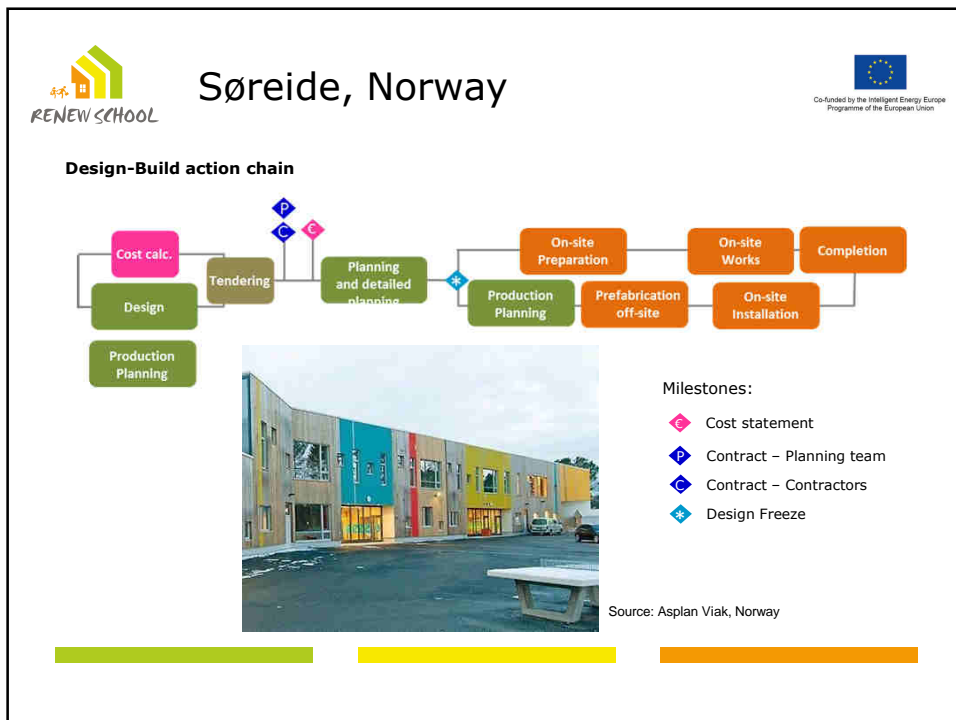 RENEW SCHOOL
Søreide, Norway
Co-funded by the Intelligent Energy Europe
Programme of the European Union
Design-Build action chain
P
C
€
Cost calc.
Design
Tendering
Planning
and detailed
planning
*
On-site
Preparation
On-site
Works
Completion
Production
Planning
Prefabrication
off-site
On-site
Installation
Production
Planning
Milestones:
€ Cost statement
P Contract – Planning team
C Contract – Contractors
* Design Freeze
Source: Asplan Viak, Norway